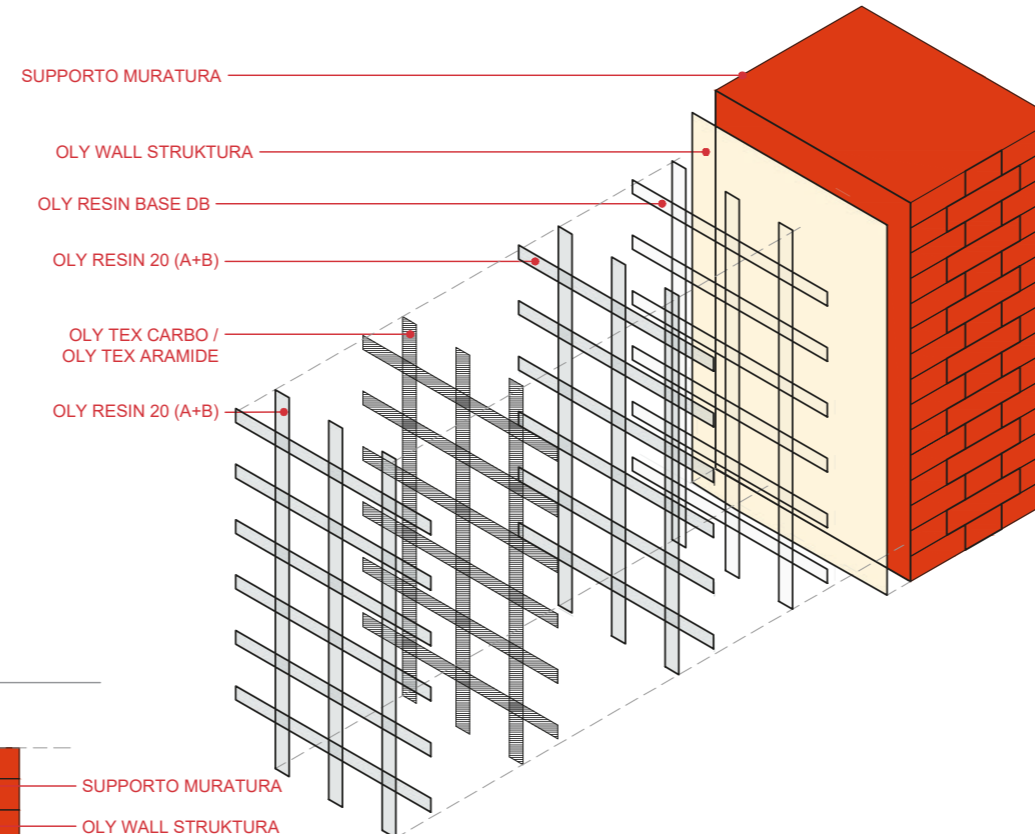 SUPPORTO MURATURA
OLY WALL STRUKTURA
OLY RESIN BASE DB
OLY RESIN 20 (A+B)
OLY TEX CARBO /
OLY TEX ARAMIDE
OLY RESIN 20 (A+B)
SUPPORTO MURATURA
OLY WALL STRUKTURA